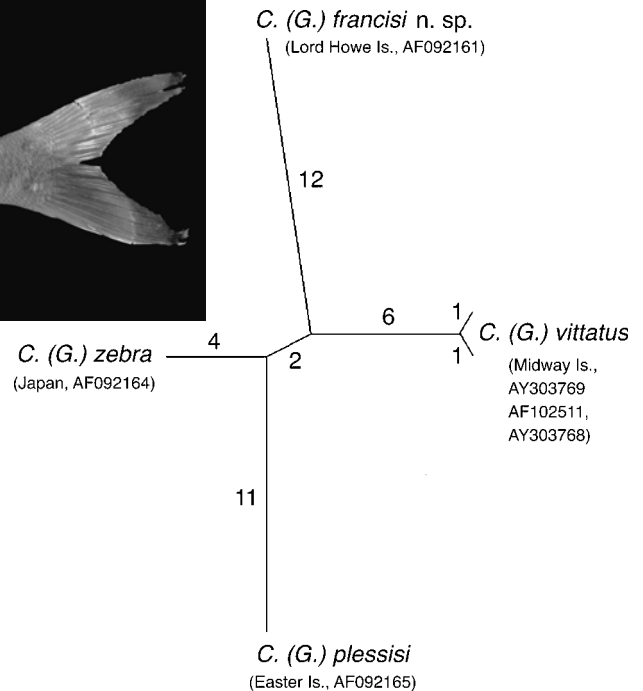 C. (G.) francisi n. sp.
(Lord Howe Is., AF092161)
12
6
1
C. (G.) vittatus
1
(Midway Is.,
AY303769
AF102511,
AY303768)
4
C. (G.) zebra
2
(Japan, AF092164)
11
C. (G.) plessisi
(Easter Is., AF092165)